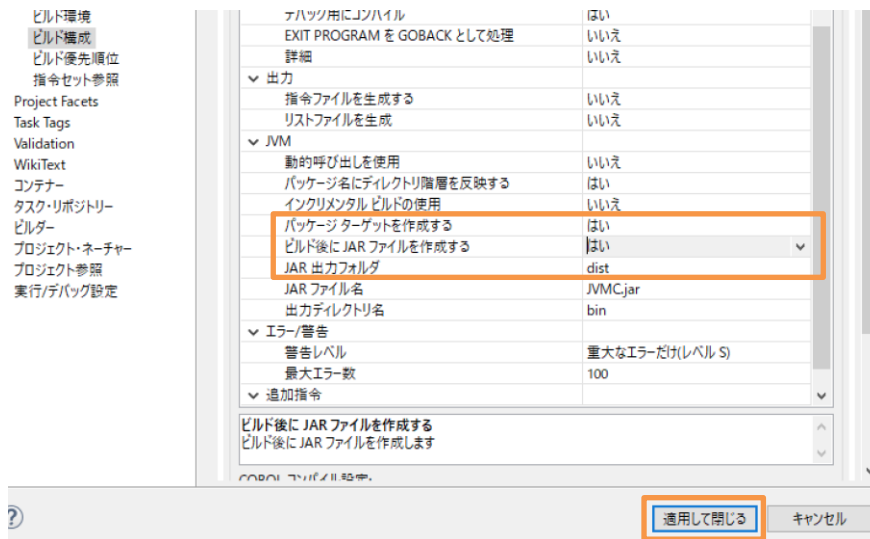 ビルド環境
ビルド構成
ビルド優先順位
指令セット参照
Project Facets
Task Tags
Validation
WikiText
コンテナー
タスク・リポジトリー
ビルダー
プロジェクト・ネーチャー
プロジェクト参照
実行/デバッグ設定
デバッグ用にコンパイル はい
EXIT PROGRAM を GOBACK として処理 いいえ
詳細 いいえ
出力
指令ファイルを生成する いいえ
リストファイルを生成 いいえ
JVM
動的呼び出しを使用 いいえ
パッケージ名にディレクトリ階層を反映する はい
インクリメンタル ビルドの使用 いいえ
パッケージ ターゲットを作成する はい
ビルド後に JAR ファイルを作成する はい
JAR 出力フォルダ dist
JAR ファイル名 JVMC.jar
出力ディレクトリ名 bin
エラー/警告
警告レベル 重大なエラーだけ(レベル S)
最大エラー数 100
追加指令
ビルド後に JAR ファイルを作成する
ビルド後に JAR ファイルを作成します
COBOL コンパイル設定:
?
適用して閉じる キャンセル